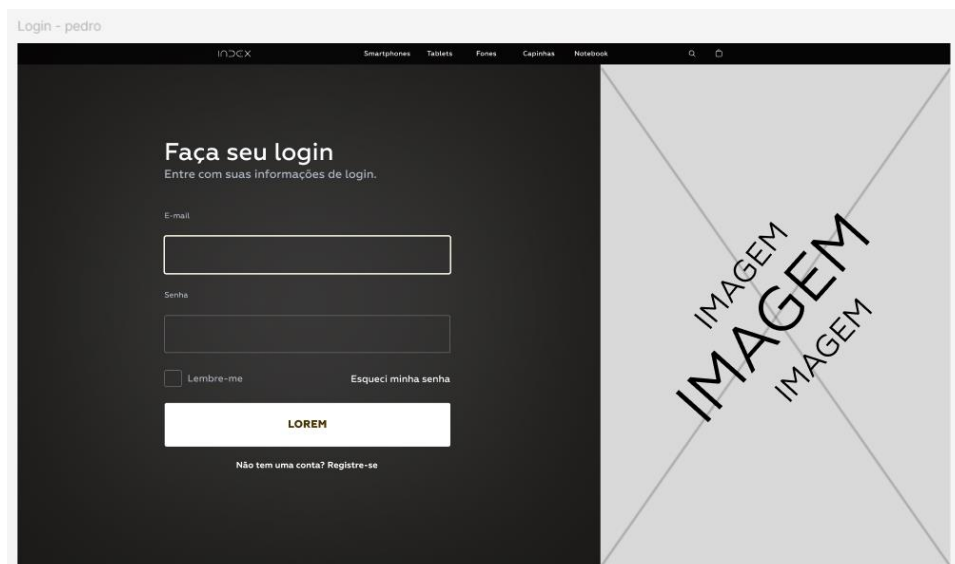 Login - pedro
INDEX Smartphones Tablets Fones Capinhas Notebook
Faça seu login
Entre com suas informações de login.
E-mail
Senha
Lembre-me Esqueci minha senha
LOREM
Não tem uma conta? Registre-se
IMAGEM
IMAGEM
IMAGEM